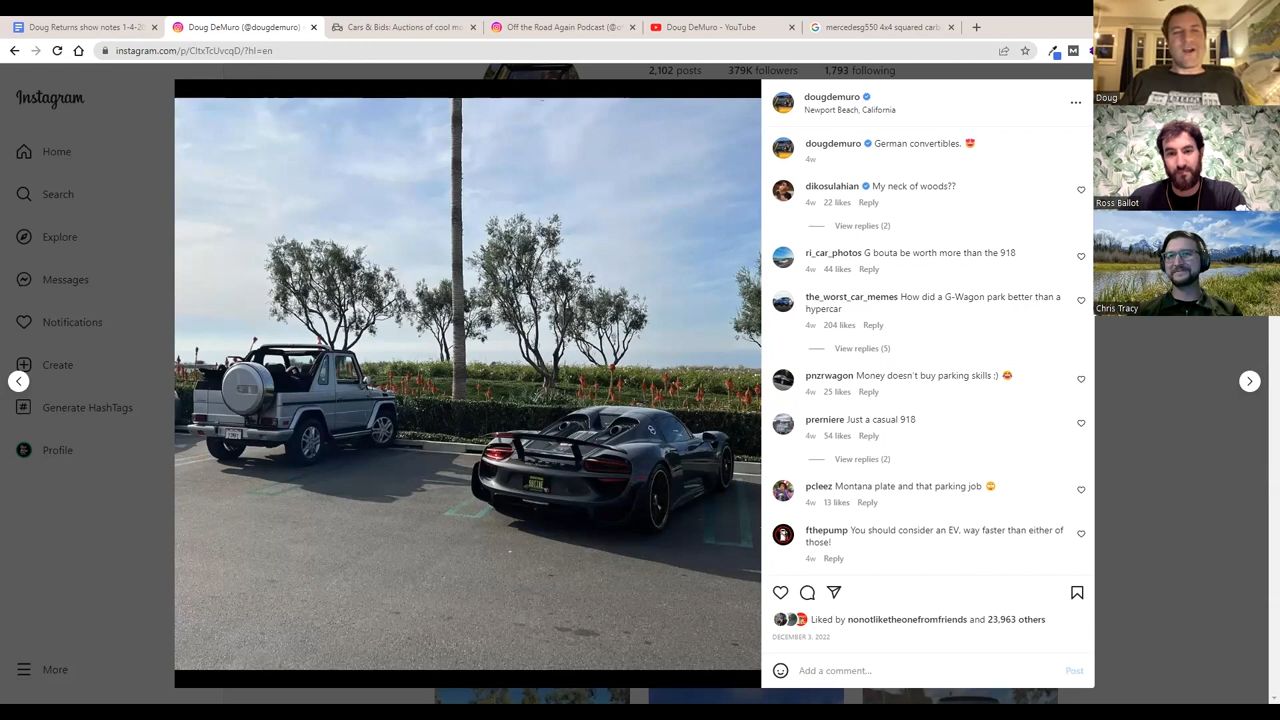 Doug Returns show notes 1-4-20
Doug DeMuro (@dougdemuro)
Cars & Bids: Auctions of cool mo
Off the Road Again Podcast (@of
Doug DeMuro - YouTube
mercedesg550 4x4 squared carb
instagram.com/p/CltxTcUvcqD/?hl=en
2,102 posts 379K followers 1,793 following
Instagram
Home
Search
Explore
Messages
Notifications
Create
Generate HashTags
Profile
More
dougdemuro
Newport Beach, California
dougdemuro German convertibles. 😍
4w
dikosulahian My neck of woods??
4w 22 likes Reply
View replies (2)
ri_car_photos G bouta be worth more than the 918
4w 44 likes Reply
the_worst_car_memes How did a G-Wagon park better than a
hypercar
4w 204 likes Reply
View replies (5)
pnzrwagon Money doesn't buy parking skills ;) 😂
4w 25 likes Reply
prerniere Just a casual 918
4w 54 likes Reply
View replies (2)
pcleez Montana plate and that parking job 🙄
4w 13 likes Reply
fthepump You should consider an EV, way faster than either of
those!
4w Reply
Liked by nonotliketheonefromfriends and 23,963 others
DECEMBER 3, 2022
Add a comment... Post
Doug
Ross Ballot
Chris Tracy